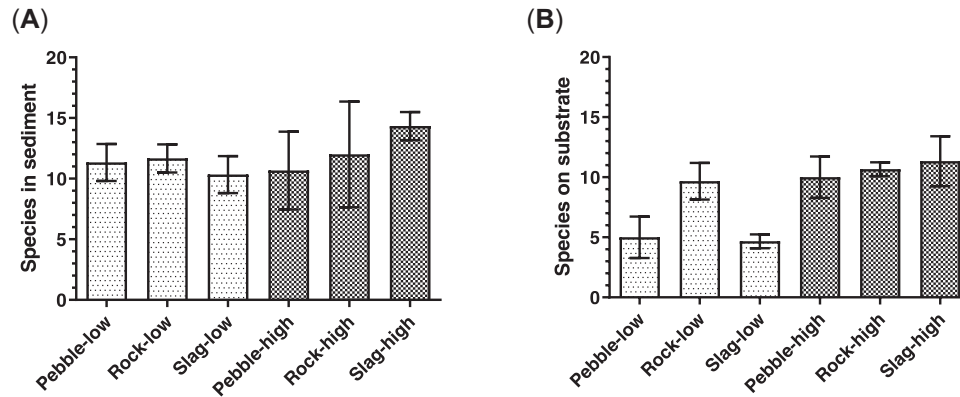 (A)
Species in sediment
20
15
10
5
0
Pebble-low
Rock-low
Slag-low
Pebble-high
Rock-high
Slag-high
(B)
Species on substrate
20
15
10
5
0
Pebble-low
Rock-low
Slag-low
Pebble-high
Rock-high
Slag-high